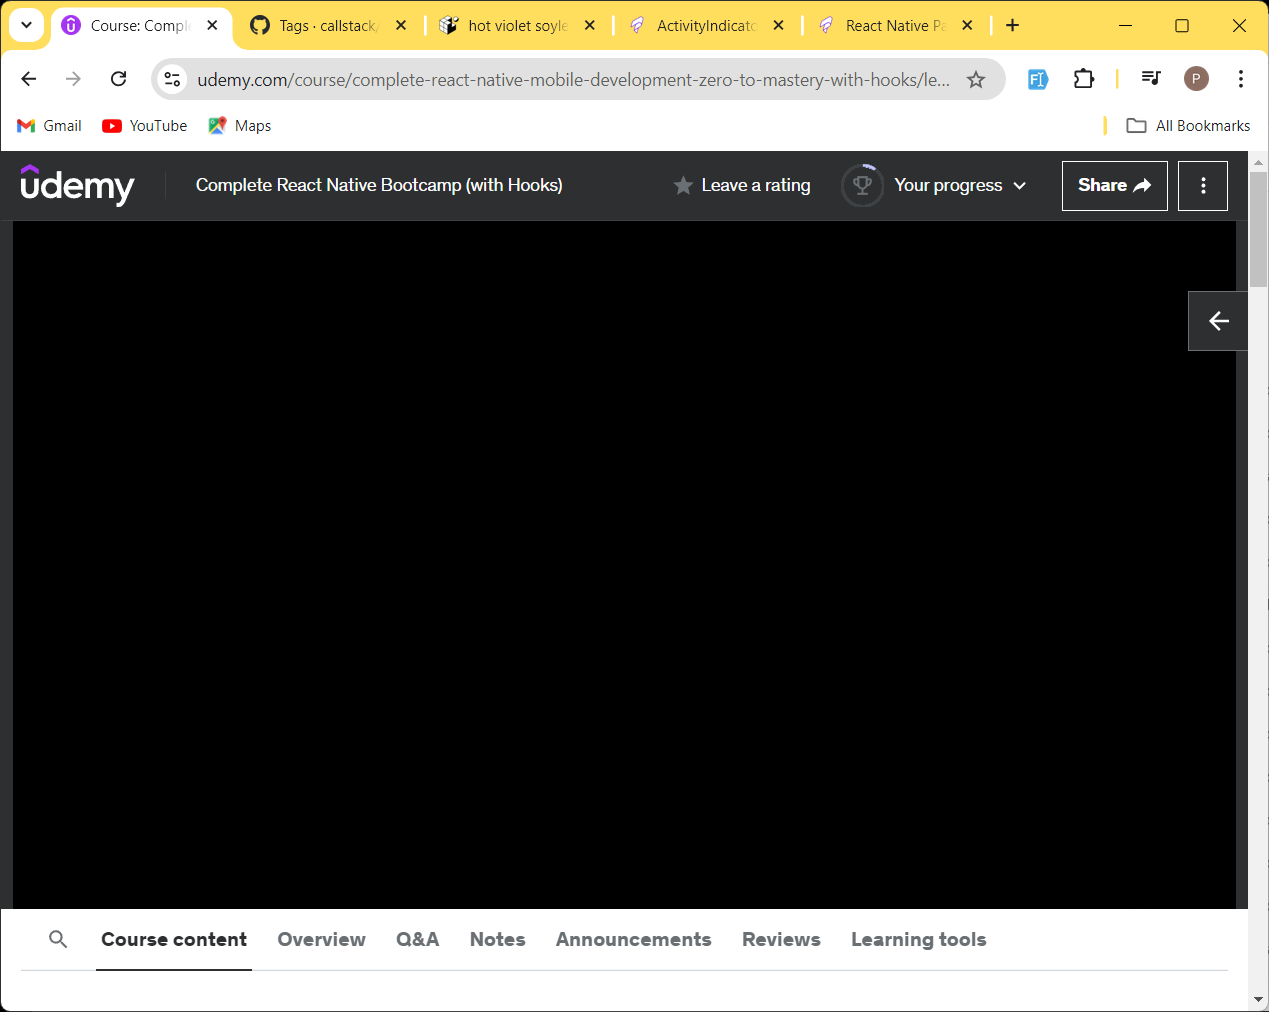 Course: Comple
Tags · callstack/
hot violet soyle
ActivityIndicato
React Native Pa
udemy.com/course/complete-react-native-mobile-development-zero-to-mastery-with-hooks/le...
P
Gmail
YouTube
Maps
All Bookmarks
udemy
Complete React Native Bootcamp (with Hooks)
Leave a rating
Your progress
Share
Course content
Overview
Q&A
Notes
Announcements
Reviews
Learning tools